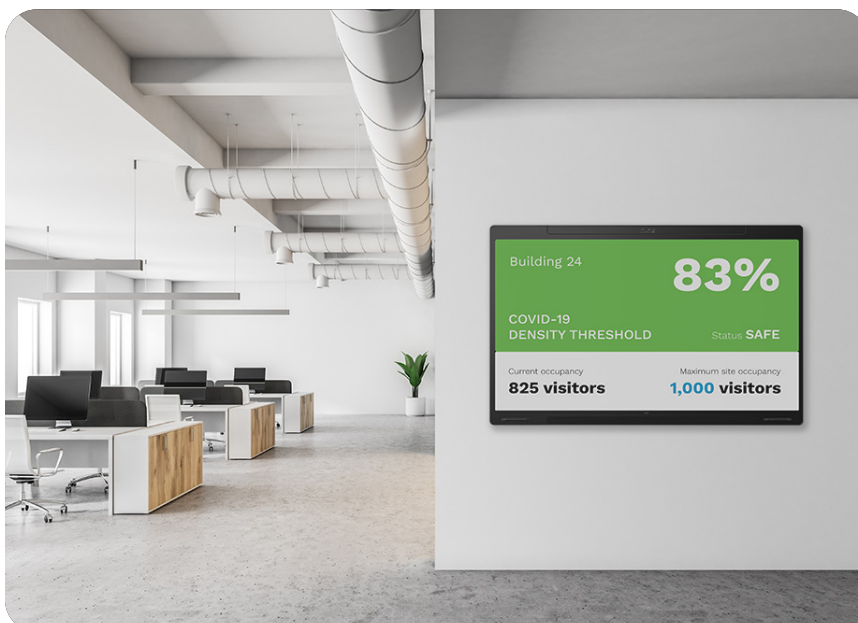 Building 24
83%
COVID-19
DENSITY THRESHOLD
Status SAFE
Current occupancy
825 visitors
Maximum site occupancy
1,000 visitors